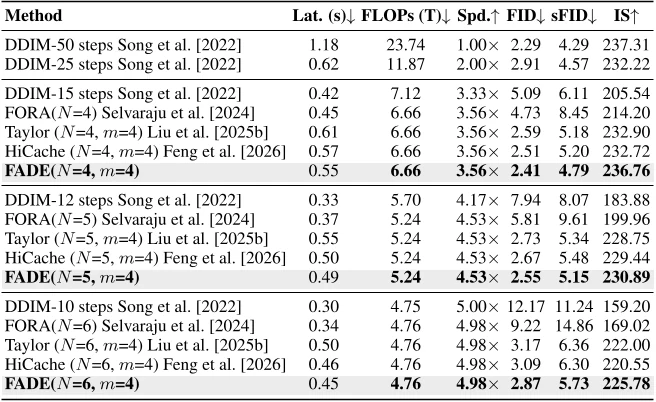 Method Lat. (s)↓ FLOPs (T)↓ Spd.↑ FID↓ sFID↓ IS↑
DDIM-50 steps Song et al. [2022] 1.18 23.74 1.00× 2.29 4.29 237.31
DDIM-25 steps Song et al. [2022] 0.62 11.87 2.00× 2.91 4.57 232.22
DDIM-15 steps Song et al. [2022] 0.42 7.12 3.33× 5.09 6.11 205.54
FORA(N=4) Selvaraju et al. [2024] 0.45 6.66 3.56× 4.73 8.45 214.20
Taylor (N=4, m=4) Liu et al. [2025b] 0.61 6.66 3.56× 2.59 5.18 232.90
HiCache (N=4, m=4) Feng et al. [2026] 0.57 6.66 3.56× 2.51 5.20 232.72
FADE(N=4, m=4) 0.55 6.66 3.56× 2.41 4.79 236.76
DDIM-12 steps Song et al. [2022] 0.33 5.70 4.17× 7.94 8.07 183.88
FORA(N=5) Selvaraju et al. [2024] 0.37 5.24 4.53× 5.81 9.61 199.96
Taylor (N=5, m=4) Liu et al. [2025b] 0.55 5.24 4.53× 2.73 5.34 228.75
HiCache (N=5, m=4) Feng et al. [2026] 0.50 5.24 4.53× 2.67 5.48 229.44
FADE(N=5, m=4) 0.49 5.24 4.53× 2.55 5.15 230.89
DDIM-10 steps Song et al. [2022] 0.30 4.75 5.00× 12.17 11.24 159.20
FORA(N=6) Selvaraju et al. [2024] 0.34 4.76 4.98× 9.22 14.86 169.02
Taylor (N=6, m=4) Liu et al. [2025b] 0.50 4.76 4.98× 3.17 6.36 222.00
HiCache (N=6, m=4) Feng et al. [2026] 0.46 4.76 4.98× 3.09 6.30 220.55
FADE(N=6, m=4) 0.45 4.76 4.98× 2.87 5.73 225.78